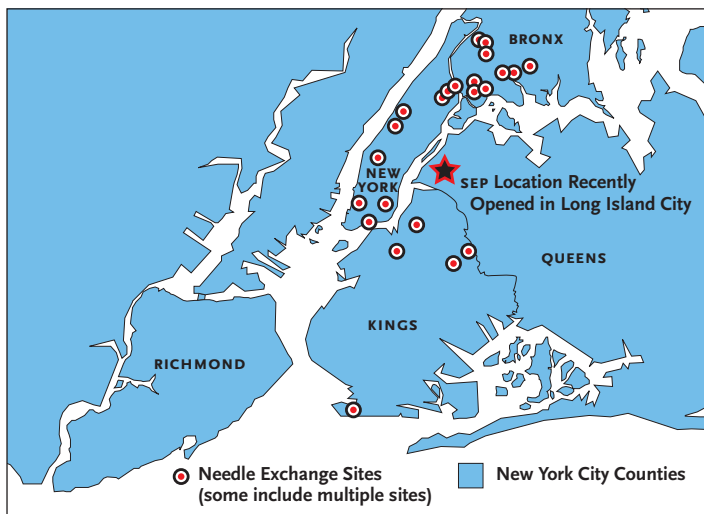 BRONX
NEW
YORK
SEP Location Recently
Opened in Long Island City
QUEENS
KINGS
RICHMOND
Needle Exchange Sites
(some include multiple sites)
New York City Counties